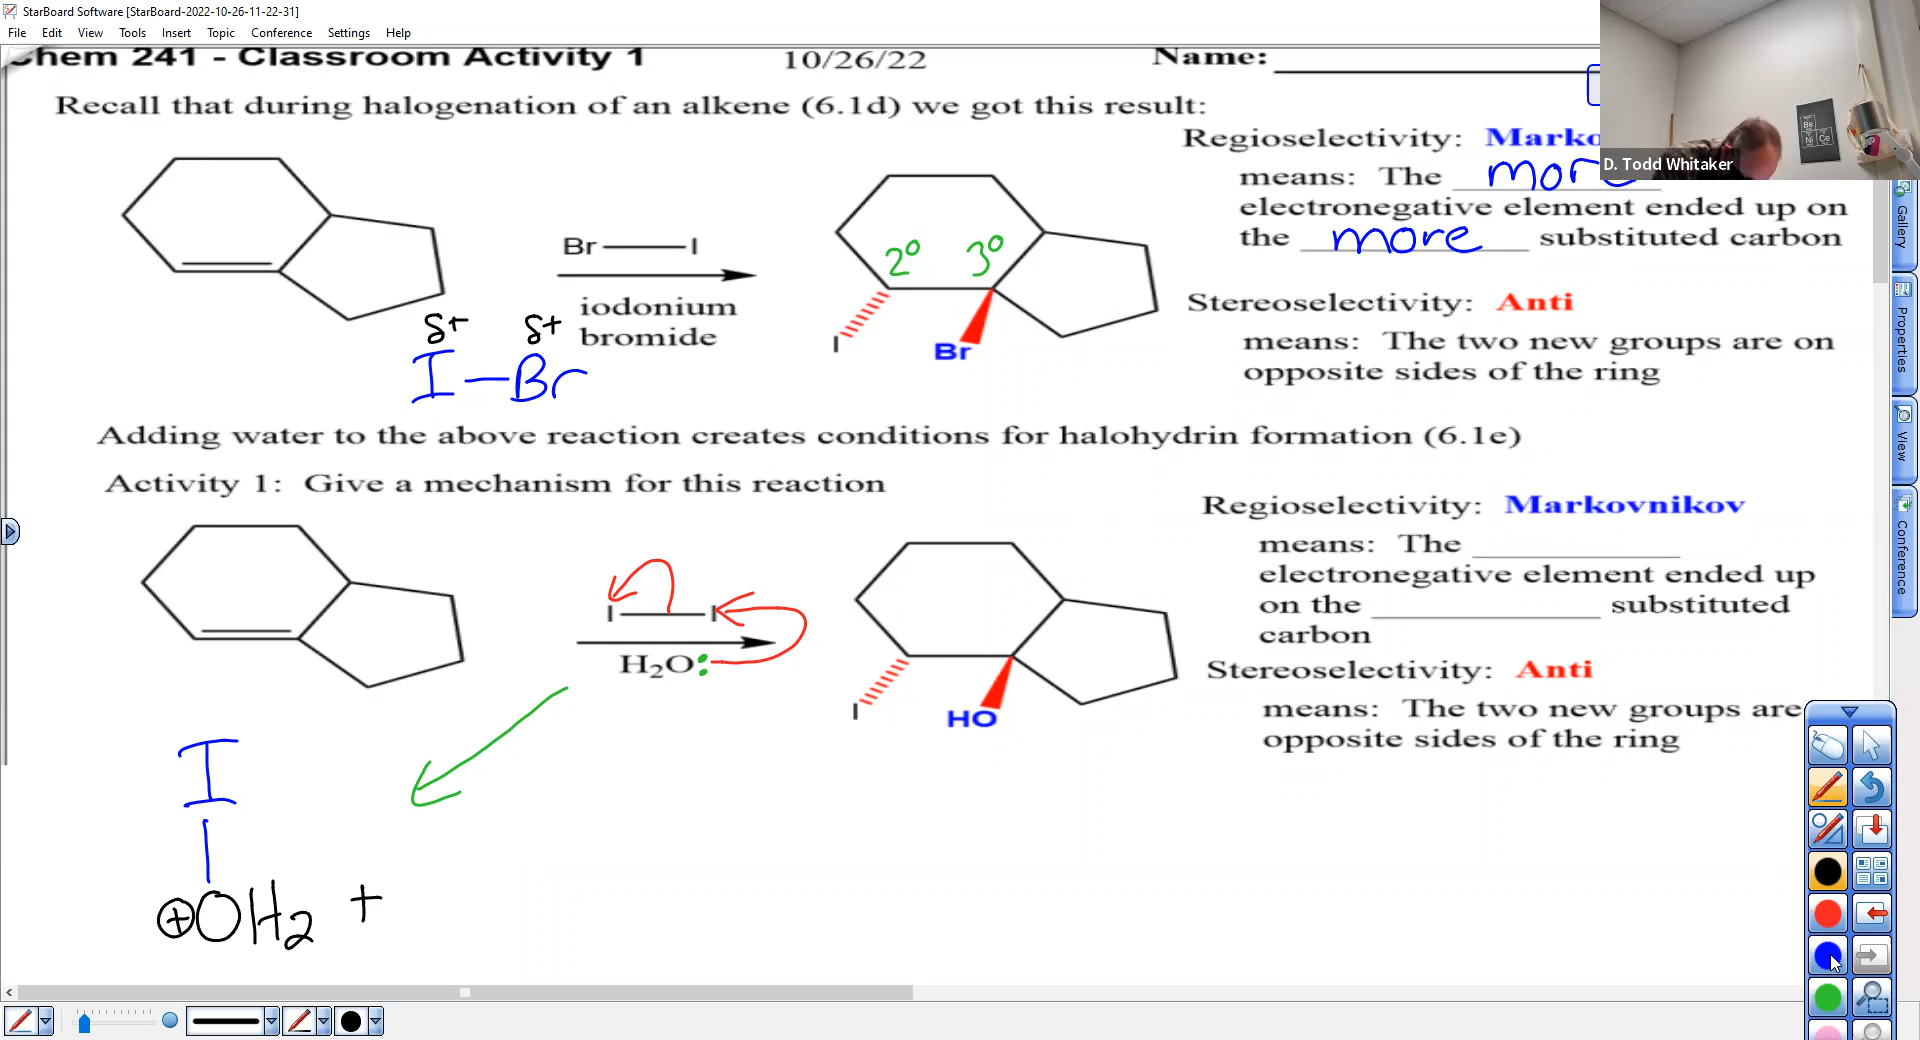 StarBoard Software [StarBoard-2022-10-26-11-22-31]
File Edit View Tools Insert Topic Conference Settings Help
Chem 241 - Classroom Activity 1 10/26/22 Name:
Recall that during halogenation of an alkene (6.1d) we got this result:
Regioselectivity: Marko
means: The more
electronegative element ended up on
the more substituted carbon
Br I
iodonium
bromide
2° 3°
I
Br
δ+ δ+
I-Br
Stereoselectivity: Anti
means: The two new groups are on
opposite sides of the ring
Adding water to the above reaction creates conditions for halohydrin formation (6.1e)
Activity 1: Give a mechanism for this reaction
I I
H₂O:
I
HO
Regioselectivity: Markovnikov
means: The
electronegative element ended up
on the substituted
carbon
Stereoselectivity: Anti
means: The two new groups are
opposite sides of the ring
I
⊕OH2 +
D. Todd Whitaker
Be
Ni Ce
Gallery
Properties
View
Conference